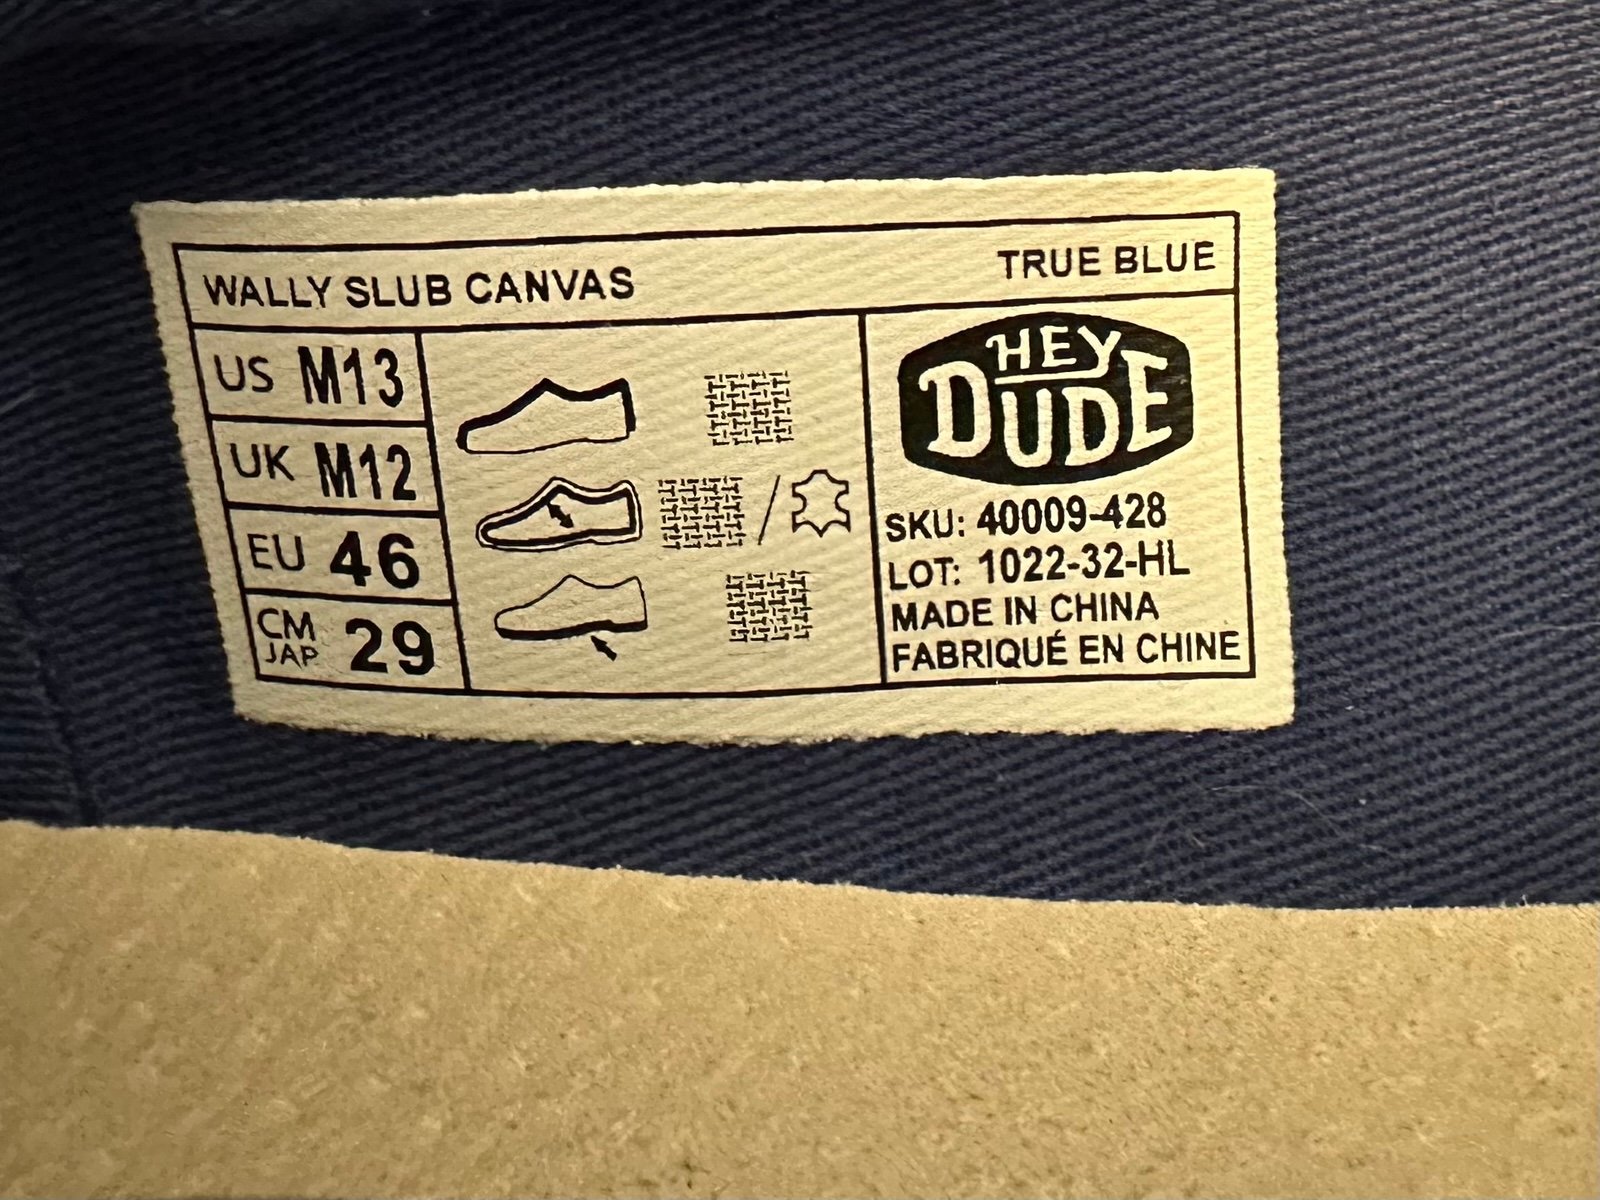 WALLY SLUB CANVAS TRUE BLUE
US M13
UK M12
EU 46
CM JAP 29
HEY
DUDE
SKU: 40009-428
LOT: 1022-32-HL
MADE IN CHINA
FABRIQUÉ EN CHINE